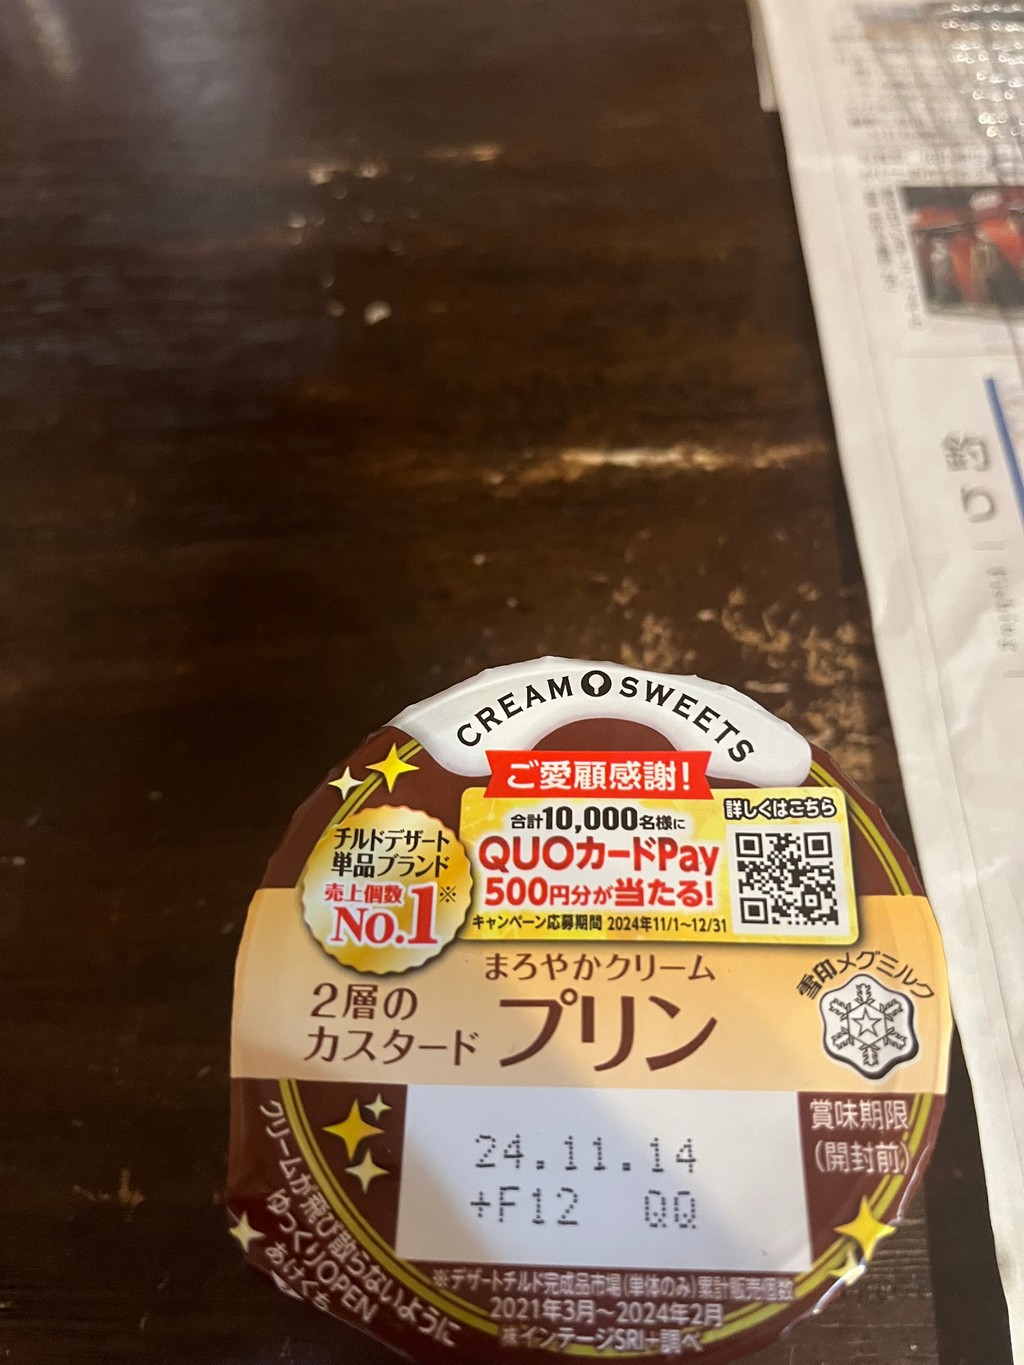 CREAM SWEETS
ご愛顧感謝!
チルドデザート
単品ブランド
売上個数
No.1※
合計10,000名様に
QUOカードPay
500円分が当たる!
キャンペーン応募期間 2024年11/1~12/31
詳しくはこちら
まろやかクリーム
2層の
カスタード
プリン
雪印メグミルク
賞味期限
(開封前)
24.11.14
+F12 QQ
クリームが飛び散らないように
ゆっくりOPEN
あけくち
※デザートチルド完成品市場(単体のみ)累計販売個数
2021年3月~2024年2月
㈱インテージSRI+調べ
釣り